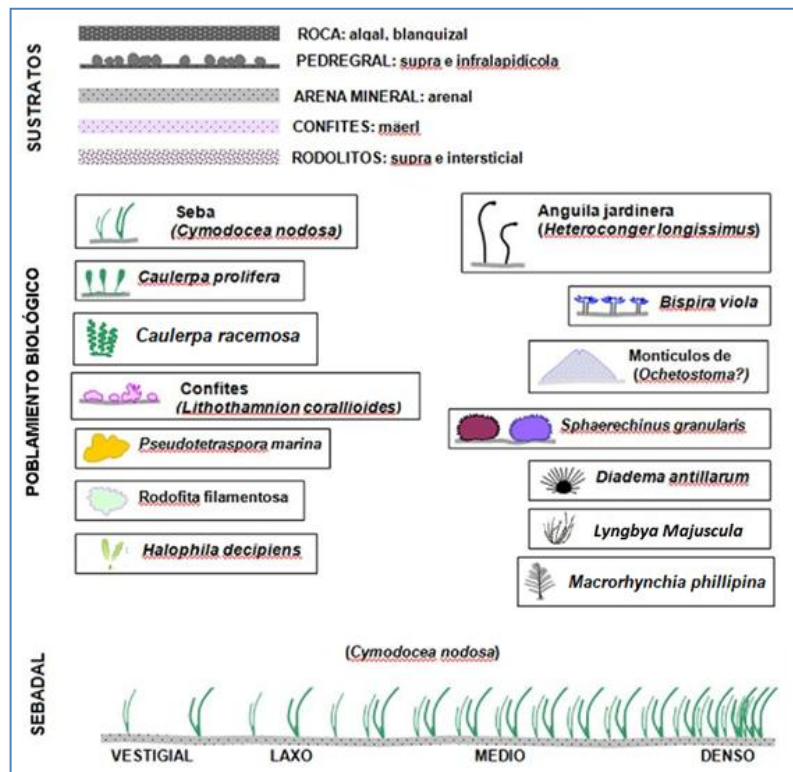 SUSTRATOS
ROCA: algal, blanquizal
PEDREGRAL: supra e infralapidícola
ARENA MINERAL: arenal
CONFITES: mäerl
RODOLITOS: supra e intersticial
POBLAMIENTO BIOLÓGICO
Seba
(Cymodocea nodosa)
Caulerpa prolifera
Caulerpa racemosa
Confites
(Lithothamnion corallioides)
Pseudotetraspora marina
Rodofita filamentosa
Halophila decipiens
Anguila jardinera
(Heteroconger longissimus)
Bispira viola
Montículos de
(Ochetostoma?)
Sphaerechinus granularis
Diadema antillarum
Lyngbya Majuscula
Macrorhynchia phillipina
SEBADAL
(Cymodocea nodosa)
VESTIGIAL LAXO MEDIO DENSO